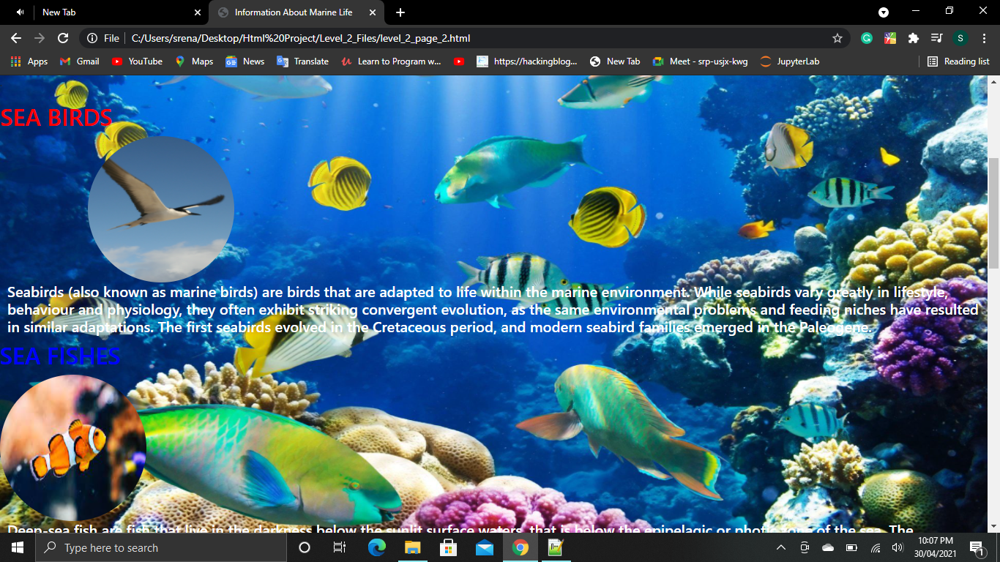 New Tab
Information About Marine Life
File
C:/Users/srena/Desktop/Html%20Project/Level_2_Files/level_2_page_2.html
G
S
Apps
Gmail
YouTube
Maps
News
Translate
Learn to Program w...
https://hackingblog...
New Tab
Meet - srp-usjx-kwg
JupyterLab
Reading list
SEA BIRDS
Seabirds (also known as marine birds) are birds that are adapted to life within the marine environment. While seabirds vary greatly in lifestyle,
behaviour and physiology, they often exhibit striking convergent evolution, as the same environmental problems and feeding niches have resulted
in similar adaptations. The first seabirds evolved in the Cretaceous period, and modern seabird families emerged in the Paleogene.
SEA FISHES
Deep-sea fish are fish that live in the darkness below the sunlit surface waters, that is below the epipelagic or photic zone of the sea. The
Type here to search
10:07 PM
30/04/2021
1